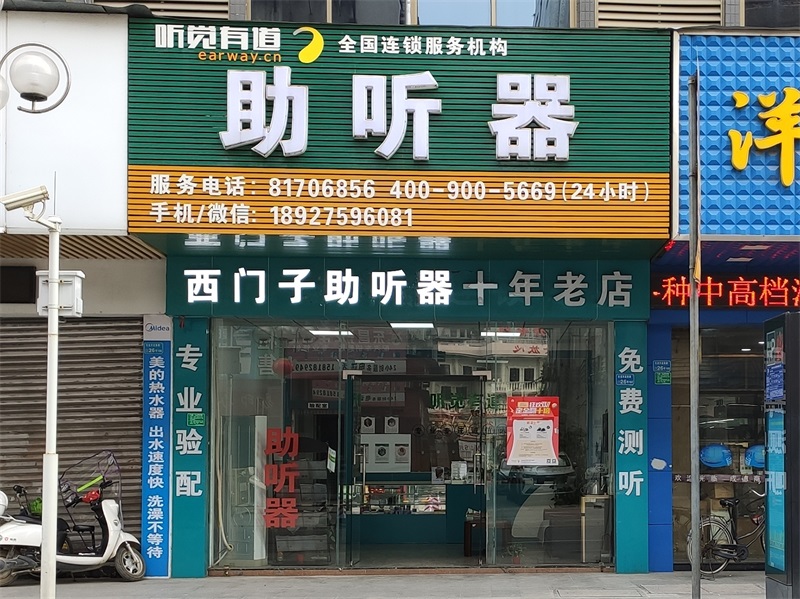 听觉有道
earway.cn
全国连锁服务机构
助听器
服务电话：81706856 400-900-5669(24小时)
手机/微信: 18927596081
西门子助听器十年老店
专业验配
免费测听
助听器
Midea
美的热水器 出水速度快 洗澡不等待
洋
种中高档